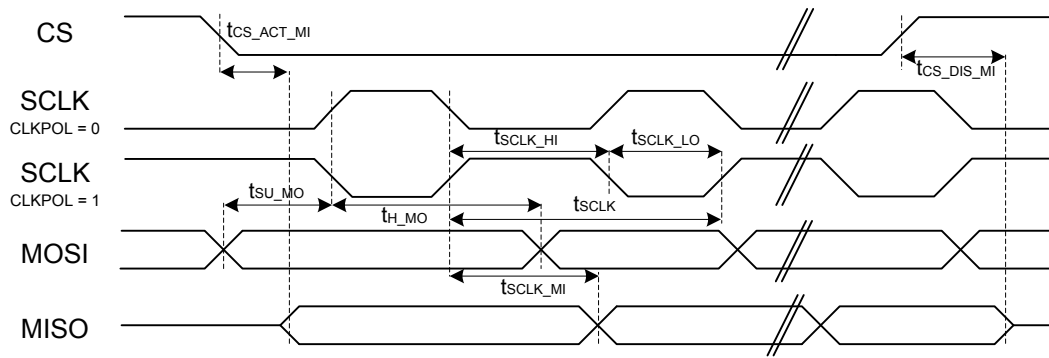 CS
tCS_ACT_MI
tCS_DIS_MI
SCLK
CLKPOL = 0
tSCLK_HI
tSCLK_LO
SCLK
CLKPOL = 1
tSU_MO
tH_MO
tSCLK
MOSI
tSCLK_MI
MISO